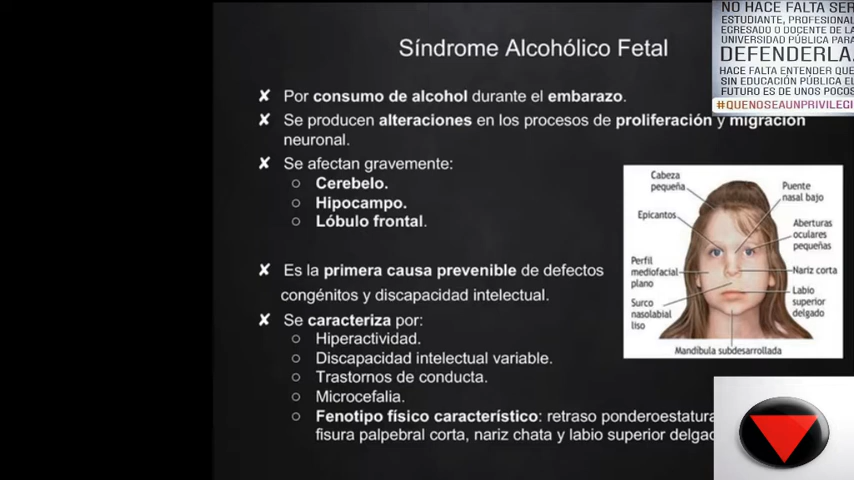 Síndrome Alcohólico Fetal
✘ Por consumo de alcohol durante el embarazo.
✘ Se producen alteraciones en los procesos de proliferación y migración
neuronal.
✘ Se afectan gravemente:
○ Cerebelo.
○ Hipocampo.
○ Lóbulo frontal.
✘ Es la primera causa prevenible de defectos
congénitos y discapacidad intelectual.
✘ Se caracteriza por:
○ Hiperactividad.
○ Discapacidad intelectual variable.
○ Trastornos de conducta.
○ Microcefalia.
○ Fenotipo físico característico: retraso ponderoestatura
fisura palpebral corta, nariz chata y labio superior delgad
NO HACE FALTA SER
ESTUDIANTE, PROFESIONAL
EGRESADO O DOCENTE DE LA
UNIVERSIDAD PÚBLICA PARA
DEFENDERLA.
HACE FALTA ENTENDER QUE
SIN EDUCACIÓN PÚBLICA EL
FUTURO ES DE UNOS POCOS
#QUENOSEAUNPRIVILEGI
Cabeza
pequeña
Epicantos
Perfil
mediofacial
plano
Surco
nasolabial
liso
Puente
nasal bajo
Aberturas
oculares
pequeñas
Nariz corta
Labio
superior
delgado
Mandíbula subdesarrollada